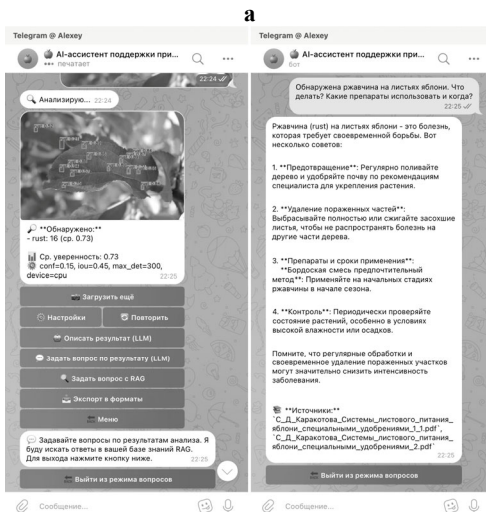 а
Telegram @ Alexey
AI-ассистент поддержки при...
печатает
22:24
Анализирую... 22:24
**Обнаружено:**
- rust: 16 (ср. 0.73)
Ср. уверенность: 0.73
conf=0.15, iou=0.45, max_det=300,
device=cpu
22:25
Загрузить ещё
Настройки
Повторить
Описать результат (LLM)
Задать вопрос по результату (LLM)
Задать вопрос с RAG
Экспорт в форматы
Меню
Задавайте вопросы по результатам анализа. Я
буду искать ответы в вашей базе знаний RAG.
Для выхода нажмите кнопку ниже.
22:25
Выйти из режима вопросов
Сообщение...
Telegram @ Alexey
AI-ассистент поддержки при...
бот
Обнаружена ржавчина на листьях яблони. Что
делать? Какие препараты использовать и когда?
22:25
Ржавчина (rust) на листьях яблони - это болезнь,
которая требует своевременной борьбы. Вот
несколько советов:
1. **Предотвращение**: Регулярно поливайте
дерево и удобряйте почву по рекомендациям
специалиста для укрепления растения.
2. **Удаление пораженных частей**:
Выбрасывайте полностью или сжигайте засохшие
листья, чтобы не распространять болезнь на
другие части дерева.
3. **Препараты и сроки применения**:
**Бордоская смесь предпочтительный
метод**: Применяйте на начальных стадиях
ржавчины в начале сезона.
4. **Контроль**: Периодически проверяйте
состояние растений, особенно в условиях
высокой влажности или осадков.
Помните, что регулярные обработки и
своевременное удаление пораженных участков
могут значительно снизить интенсивность
заболевания.
**Источники:**
`С_Д_Каракотова_Системы_листового_питания_
яблони_специальными_удобрениями_1_1.pdf`,
`С_Д_Каракотова_Системы_листового_питания_
яблони_специальными_удобрениями_2.pdf`
22:25
Выйти из режима вопросов
Сообщение...